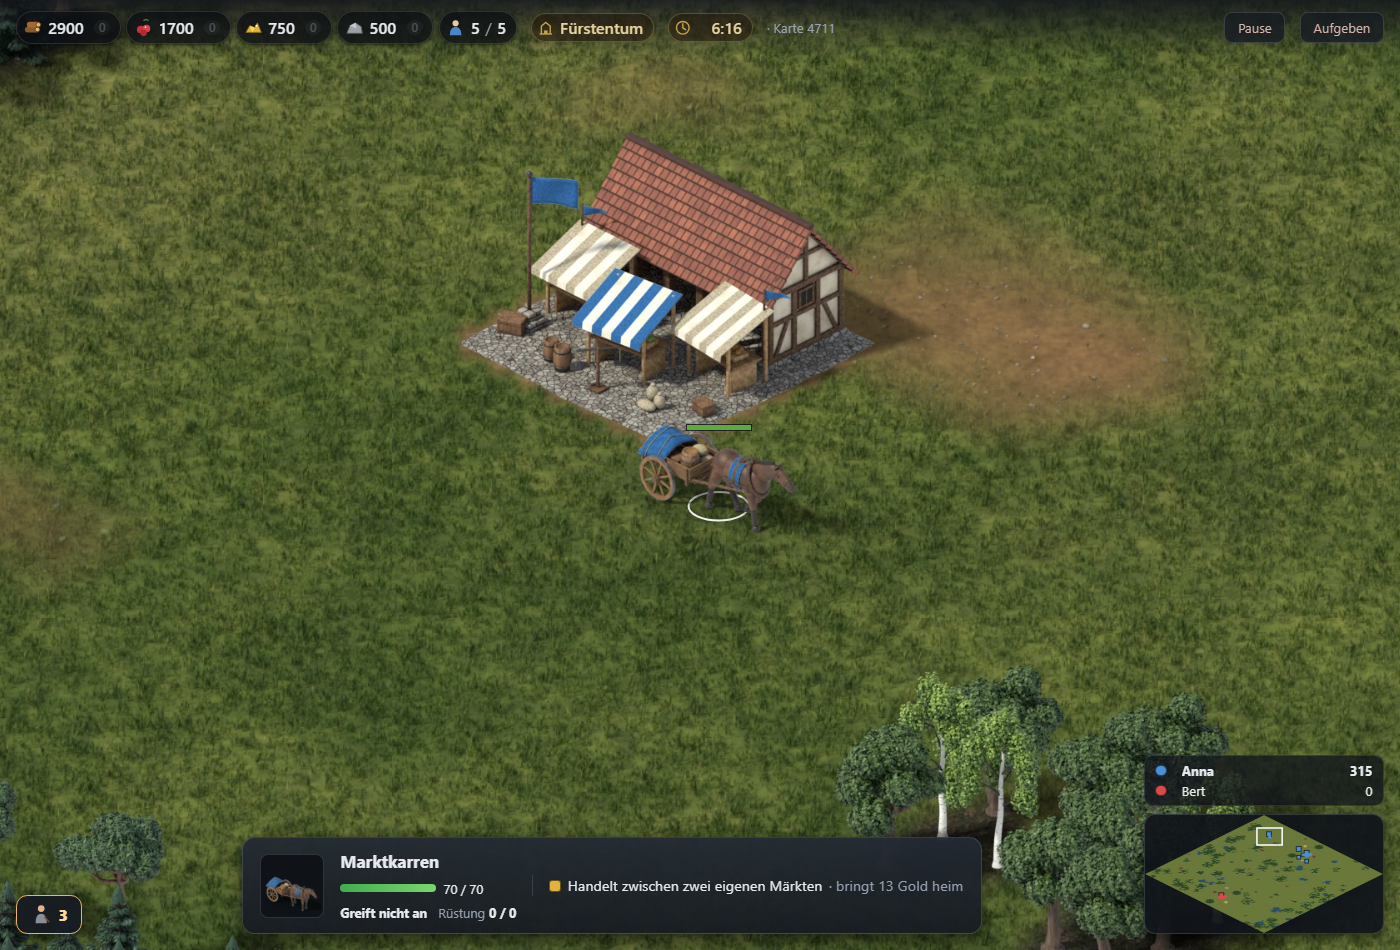 2900 0 1700 0 750 0 500 0 5 / 5 Fürstentum 6:16 · Karte 4711 Pause Aufgeben
Anna 315
Bert 0
Marktkarren
70 / 70
Handelt zwischen zwei eigenen Märkten · bringt 13 Gold heim
Greift nicht an Rüstung 0 / 0
3